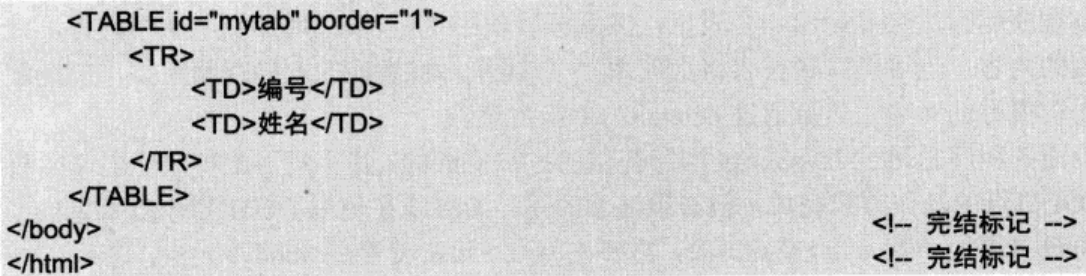 <TABLE id="mytab" border="1">
<TR>
<TD>编号</TD>
<TD>姓名</TD>
</TR>
</TABLE>
</body> <!-- 完结标记 -->
</html> <!-- 完结标记 -->